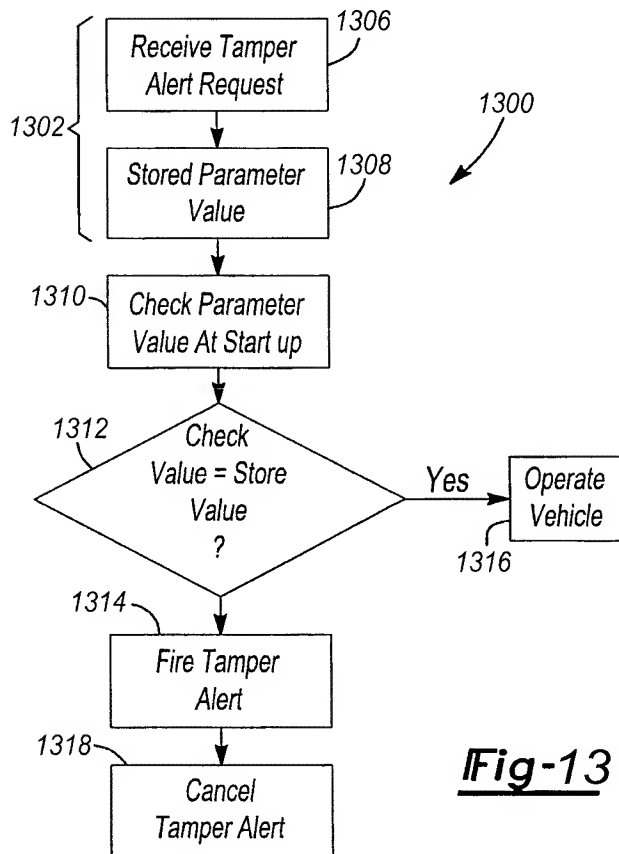 1306
Receive Tamper
Alert Request
1302
1300
1308
Stored Parameter
Value
1310
Check Parameter
Value At Start up
1312
Check
Value = Store
Value
?
Yes
Operate
Vehicle
1316
1314
Fire Tamper
Alert
1318
Cancel
Tamper Alert
Fig-13